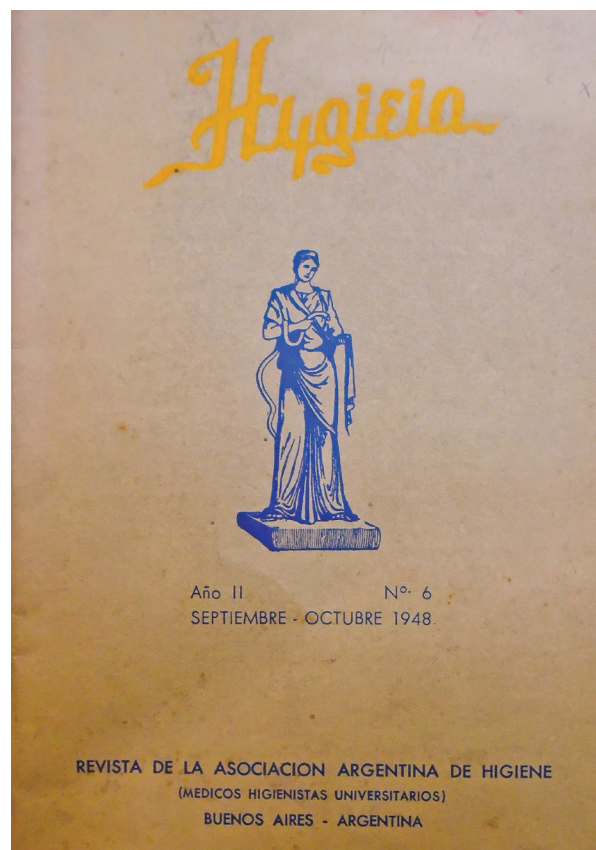 Hygieia
Año II Nº. 6
SEPTIEMBRE - OCTUBRE 1948
REVISTA DE LA ASOCIACION ARGENTINA DE HIGIENE
(MEDICOS HIGIENISTAS UNIVERSITARIOS)
BUENOS AIRES - ARGENTINA